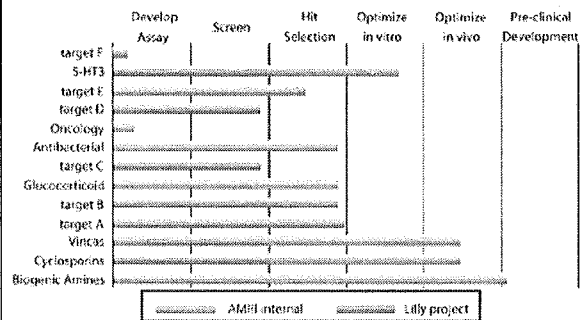 Develop Assay
Screen
Hit Selection
Optimize in vitro
Optimize in vivo
Pre-clinical Development
target F
5-HT3
target E
target D
Oncology
Antibacterial
target C
Glucocorticoid
target B
target A
Vincas
Cyclosporins
Biogenic Amines
AMRI internal
Lilly project